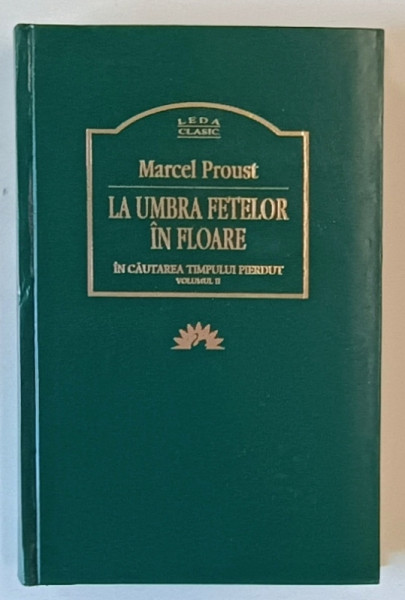 LEDA
CLASIC
Marcel Proust
LA UMBRA FETELOR
ÎN FLOARE
ÎN CĂUTAREA TIMPULUI PIERDUT
VOLUMUL II